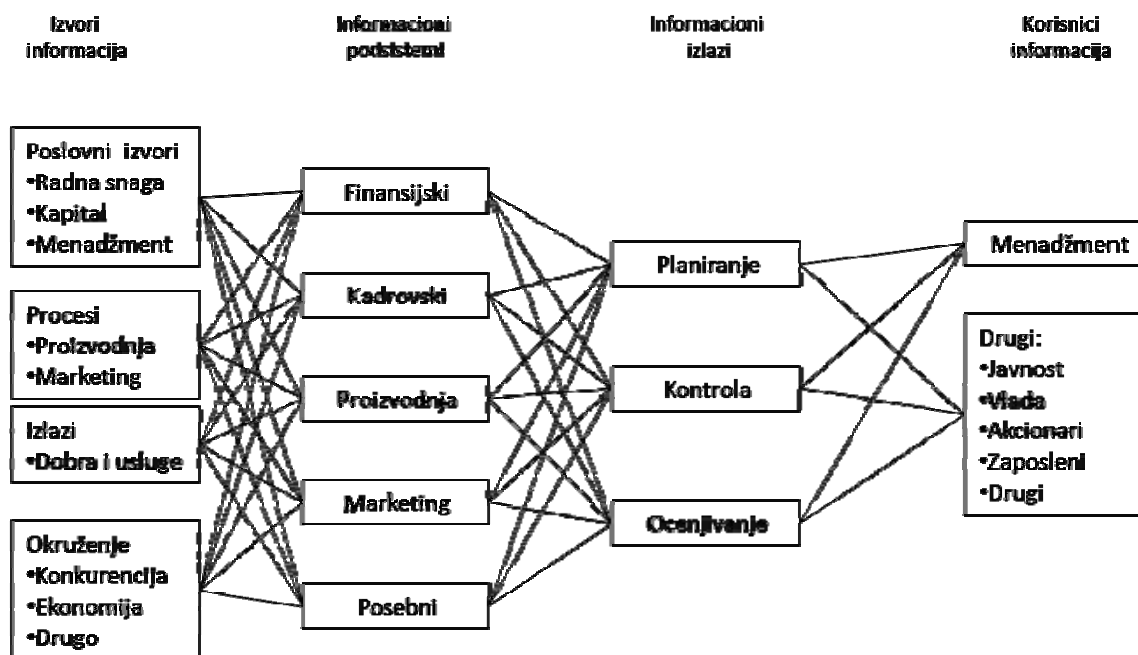 Izvori
informacija
Informacioni
podsistemi
Informacioni
izlazi
Korisnici
informacija
Poslovni izvori
•Radna snaga
•Kapital
•Menadžment
Procesi
•Proizvodnja
•Marketing
Izlazi
•Dobra i usluge
Okruženje
•Konkurencija
•Ekonomija
•Drugo
Finansijski
Kadrovski
Proizvodnja
Marketing
Posebni
Planiranje
Kontrola
Ocenjivanje
Menadžment
Drugi:
•Javnost
•Vlada
•Akcionari
•Zaposleni
•Drugi